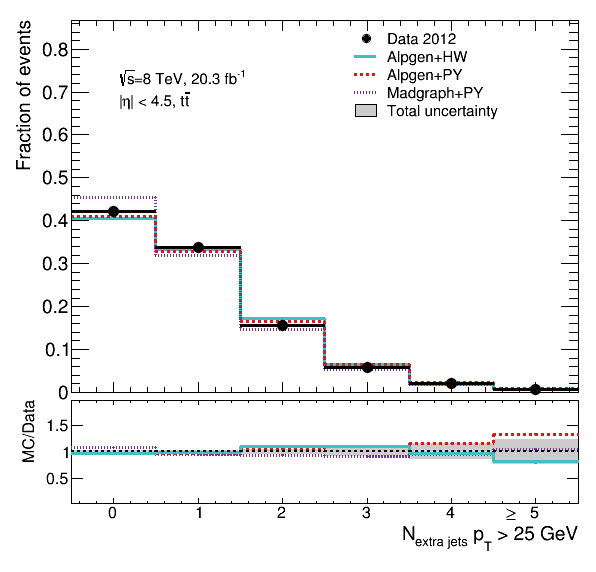 Fraction of events
0.8
0.7
0.6
0.5
0.4
0.3
0.2
0.1
0
√s=8 TeV, 20.3 fb⁻¹
|η| < 4.5, tt̅
Data 2012
Alpgen+HW
Alpgen+PY
Madgraph+PY
Total uncertainty
MC/Data
1.5
1
0.5
0 1 2 3 4 ≥ 5
N_extra jets p_T > 25 GeV